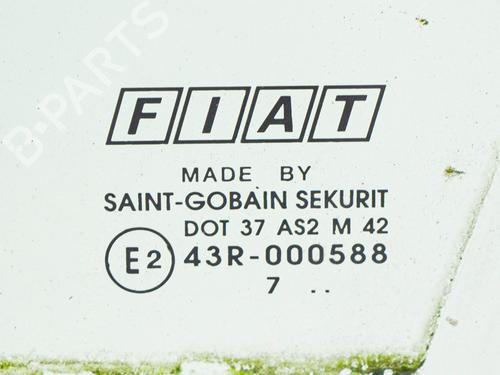 B-PARTS
FIAT
MADE BY
SAINT-GOBAIN SEKURIT
DOT 37 AS2 M 42
E2 43R-000588
7 ..